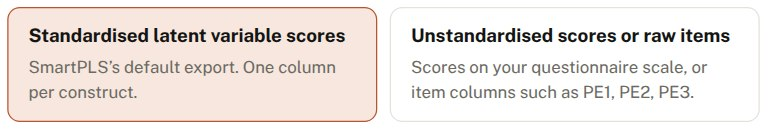 Standardised latent variable scores
SmartPLS's default export. One column
per construct.
Unstandardised scores or raw items
Scores on your questionnaire scale, or
item columns such as PE1, PE2, PE3.